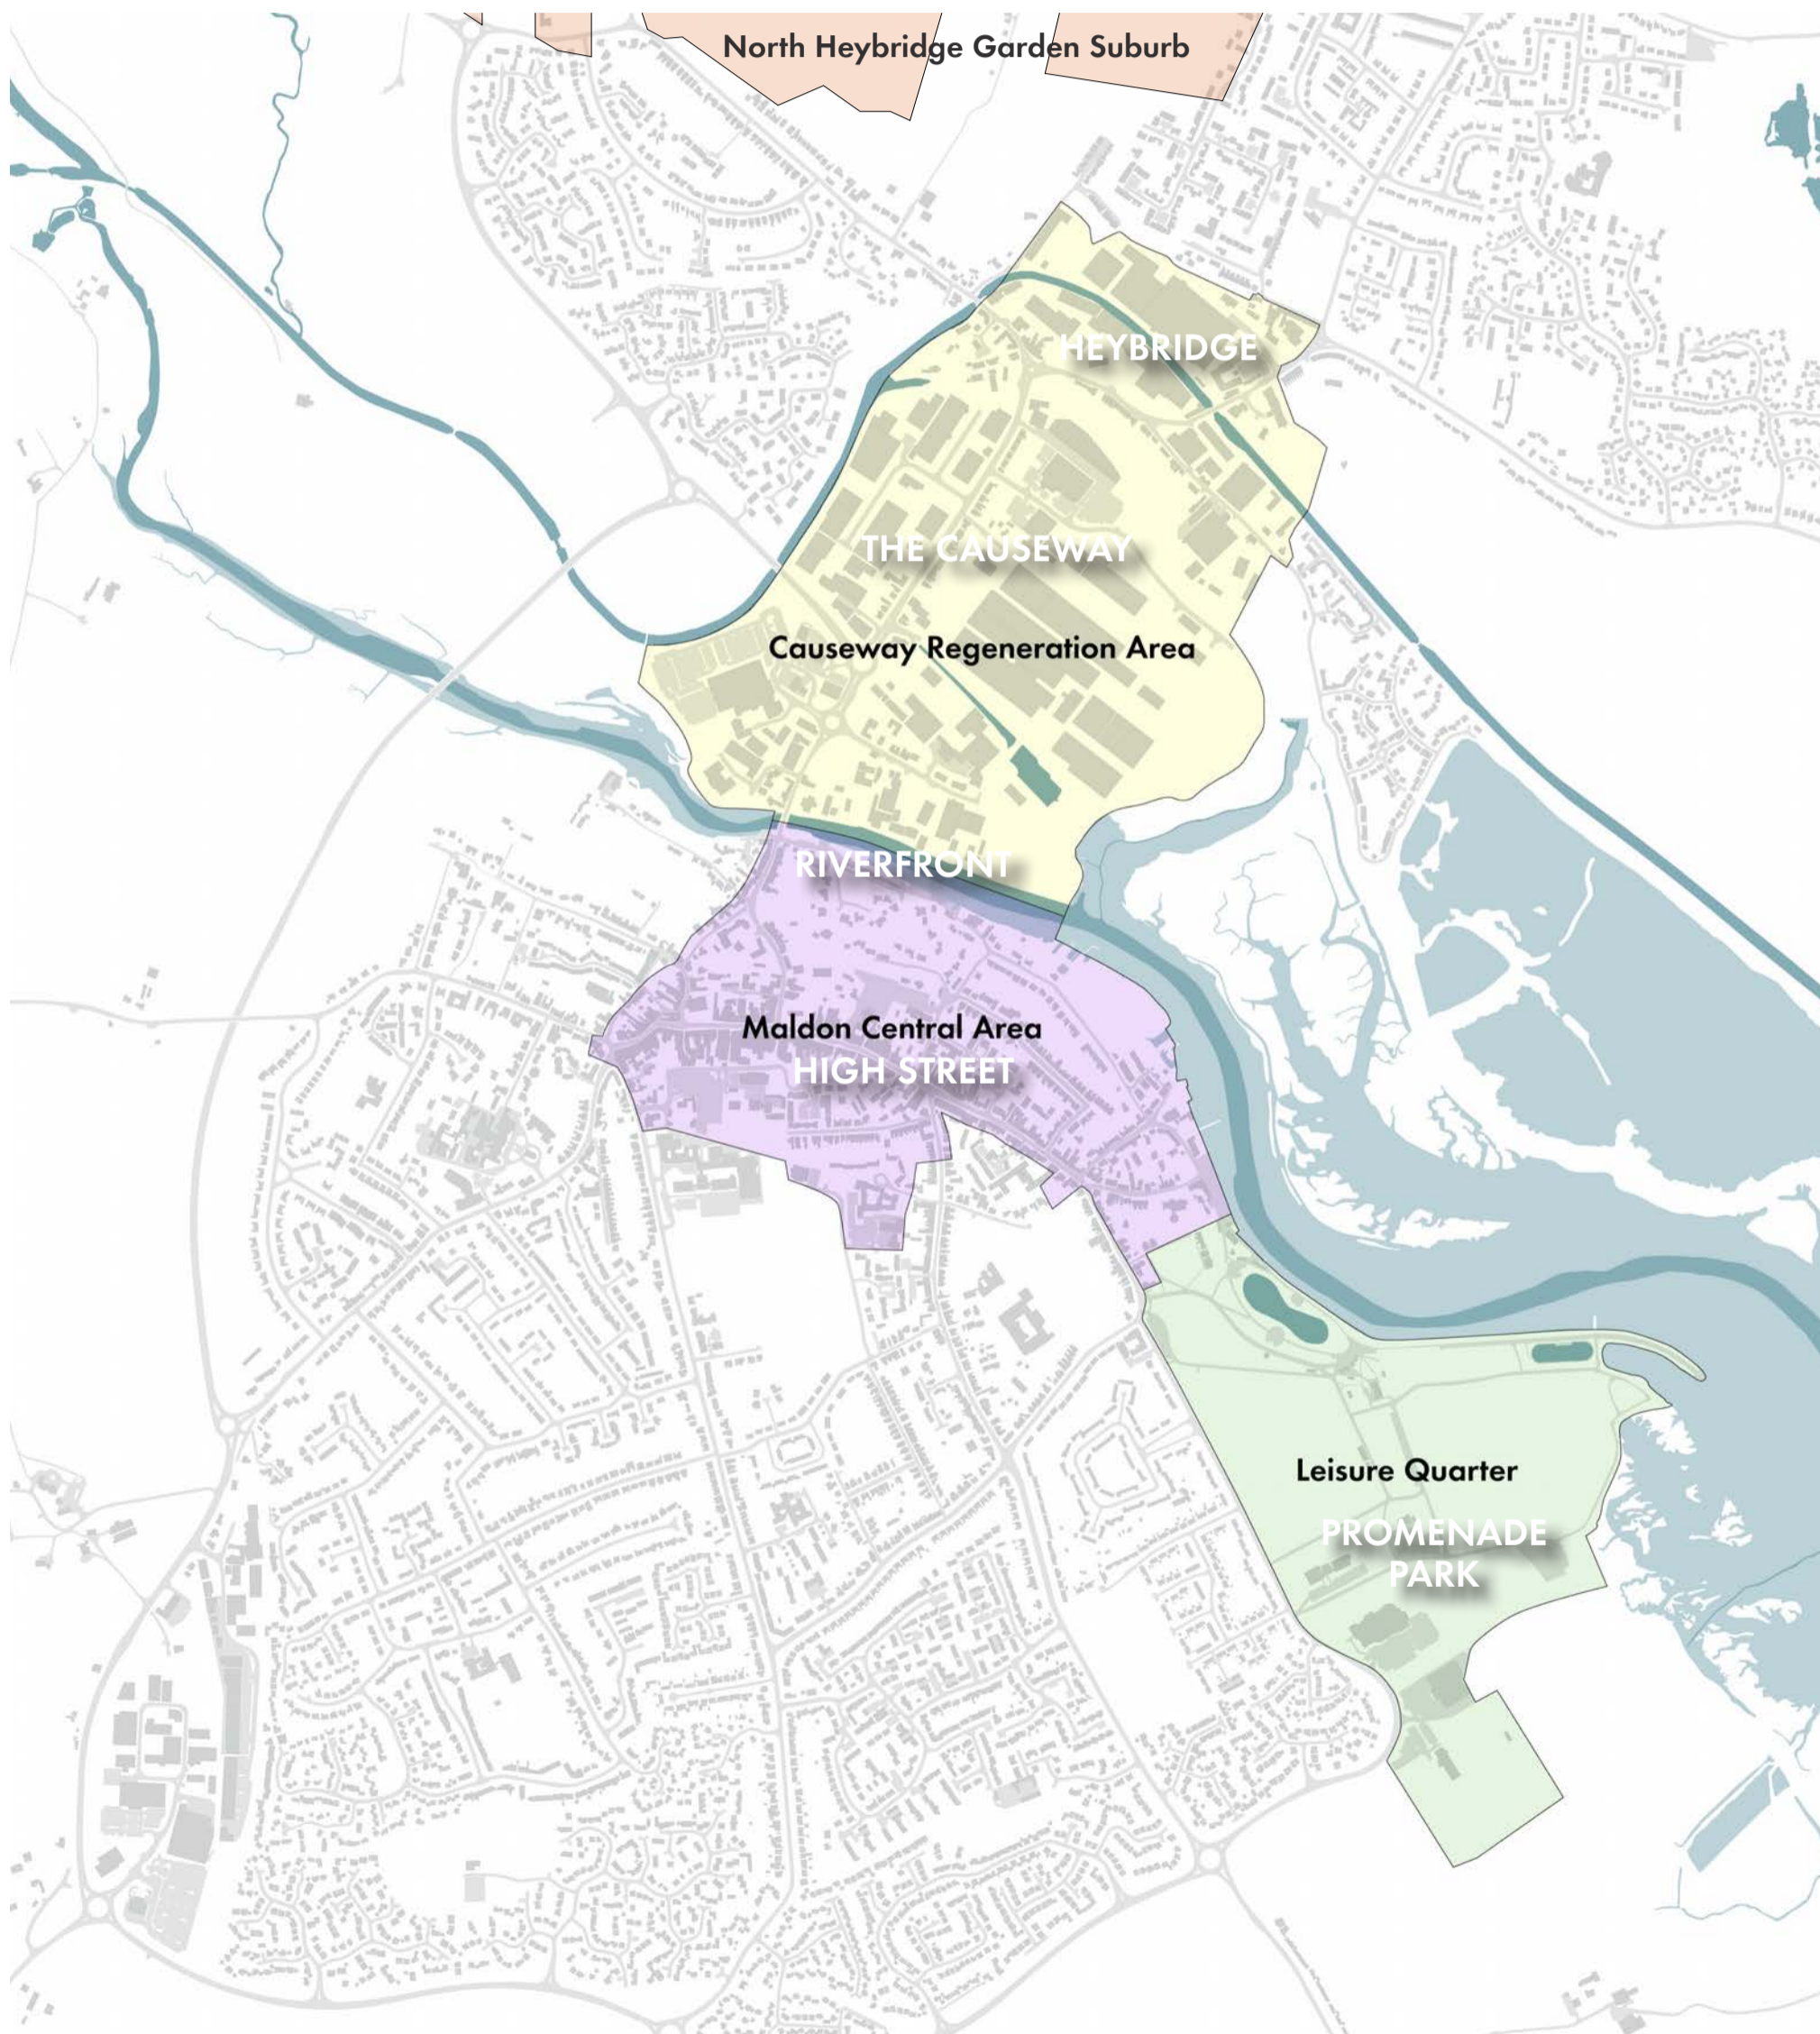 North Heybridge Garden Suburb
HEYBRIDGE
THE CAUSEWAY
Causeway Regeneration Area
RIVERFRONT
Maldon Central Area
HIGH STREET
Leisure Quarter
PROMENADE
PARK